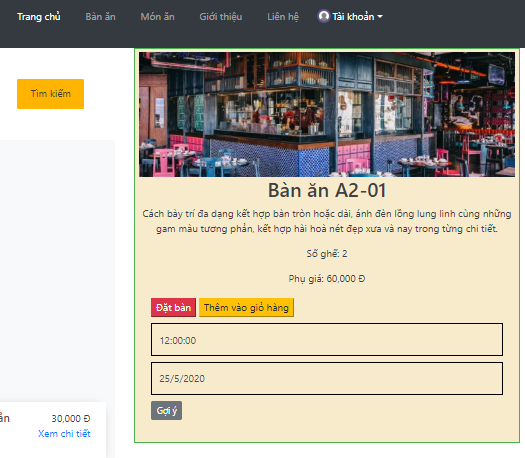 Trang chủ Bàn ăn Món ăn Giới thiệu Liên hệ Tài khoản
Tìm kiếm
Bàn ăn A2-01
Cách bày trí đa dạng kết hợp bàn tròn hoặc dài, ánh đèn lồng lung linh cùng những
gam màu tương phản, kết hợp hài hoà nét đẹp xưa và nay trong từng chi tiết.
Số ghế: 2
Phụ giá: 60,000 Đ
Đặt bàn Thêm vào giỏ hàng
12:00:00
25/5/2020
Gợi ý
30,000 Đ
Xem chi tiết